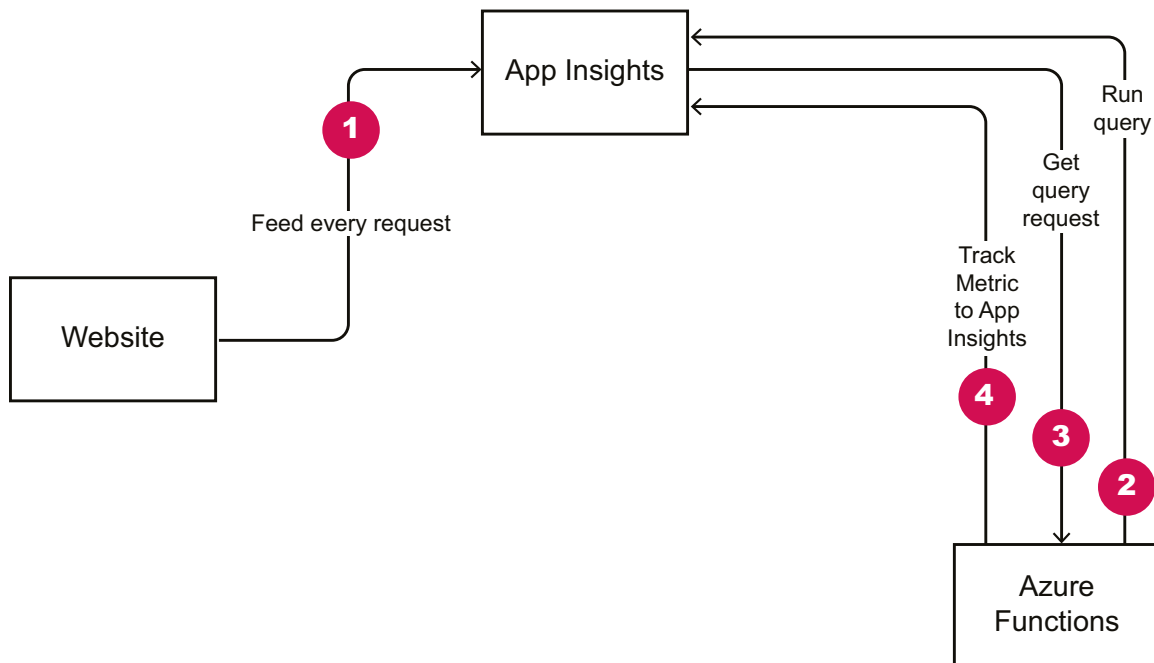 App Insights
1
Feed every request
Website
Run
query
Get
query
request
Track
Metric
to App
Insights
4
3
2
Azure
Functions